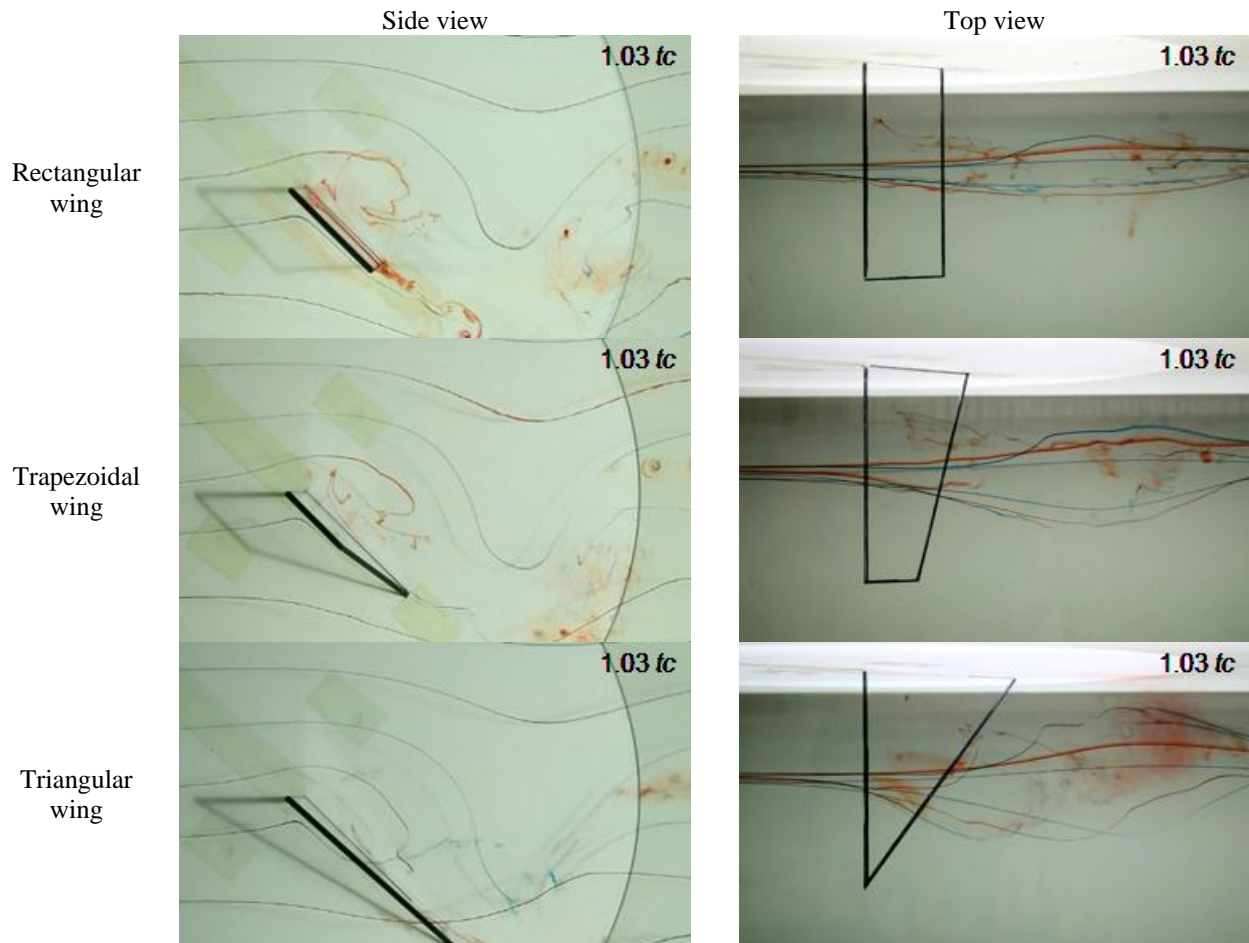 Side view
Top view
Rectangular
wing
1.03 tc
1.03 tc
Trapezoidal
wing
1.03 tc
1.03 tc
Triangular
wing
1.03 tc
1.03 tc